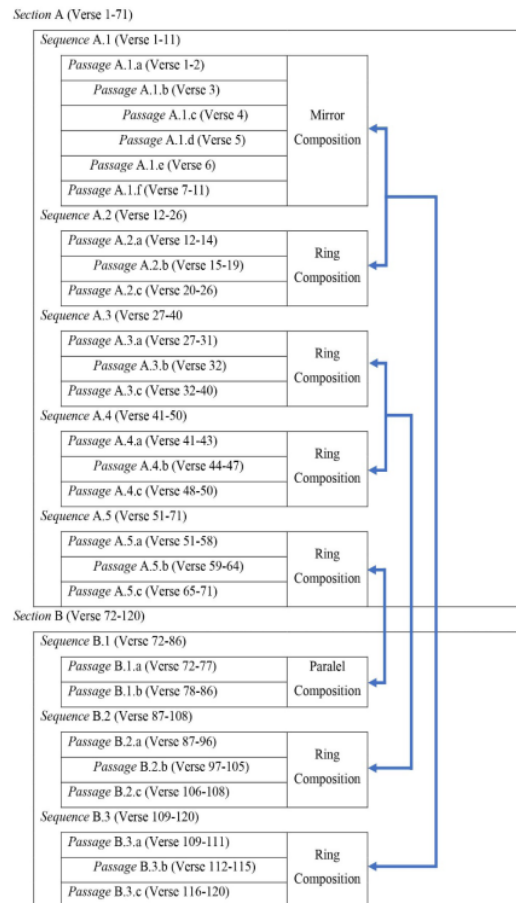 Section A (Verse 1-71)
Sequence A.1 (Verse 1-11)
Passage A.1.a (Verse 1-2)
Passage A.1.b (Verse 3)
Passage A.1.c (Verse 4)
Passage A.1.d (Verse 5)
Passage A.1.e (Verse 6)
Passage A.1.f (Verse 7-11)
Mirror
Composition
Sequence A.2 (Verse 12-26)
Passage A.2.a (Verse 12-14)
Passage A.2.b (Verse 15-19)
Passage A.2.c (Verse 20-26)
Ring
Composition
Sequence A.3 (Verse 27-40
Passage A.3.a (Verse 27-31)
Passage A.3.b (Verse 32)
Passage A.3.c (Verse 32-40)
Ring
Composition
Sequence A.4 (Verse 41-50)
Passage A.4.a (Verse 41-43)
Passage A.4.b (Verse 44-47)
Passage A.4.c (Verse 48-50)
Ring
Composition
Sequence A.5 (Verse 51-71)
Passage A.5.a (Verse 51-58)
Passage A.5.b (Verse 59-64)
Passage A.5.c (Verse 65-71)
Ring
Composition
Section B (Verse 72-120)
Sequence B.1 (Verse 72-86)
Passage B.1.a (Verse 72-77)
Passage B.1.b (Verse 78-86)
Paralel
Composition
Sequence B.2 (Verse 87-108)
Passage B.2.a (Verse 87-96)
Passage B.2.b (Verse 97-105)
Passage B.2.c (Verse 106-108)
Ring
Composition
Sequence B.3 (Verse 109-120)
Passage B.3.a (Verse 109-111)
Passage B.3.b (Verse 112-115)
Passage B.3.c (Verse 116-120)
Ring
Composition